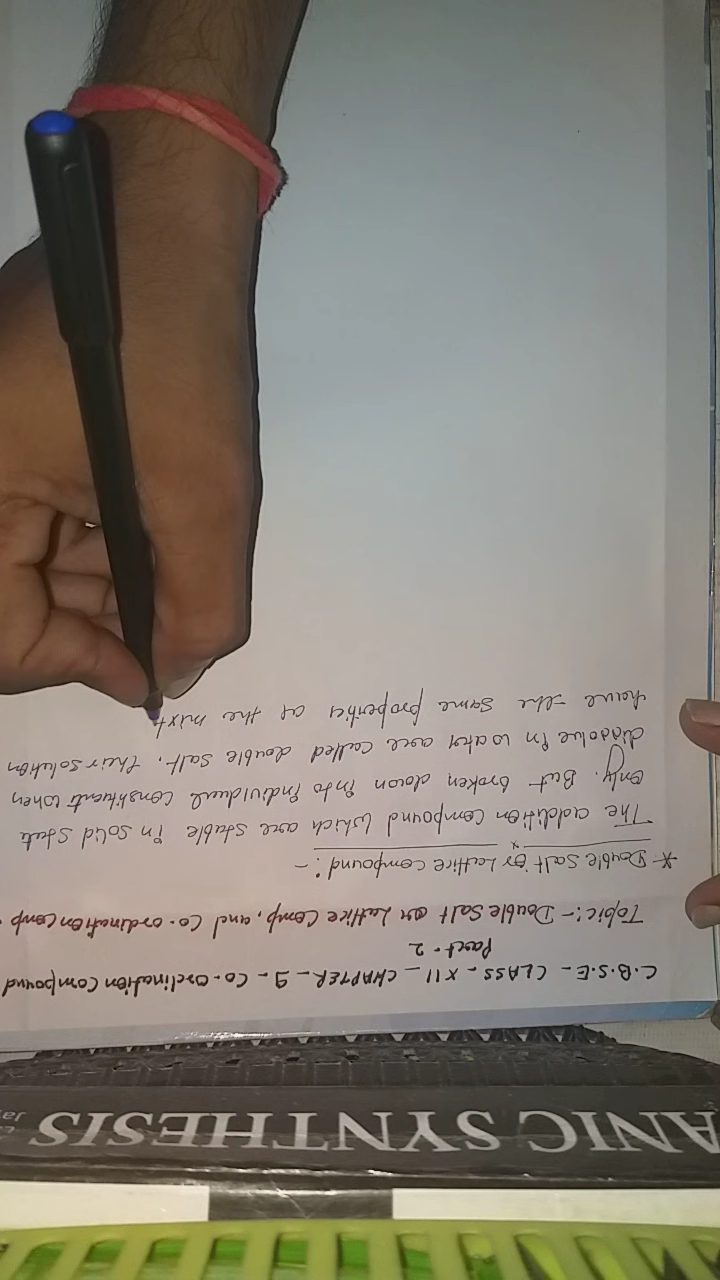 ANIC SYNTHESIS
C.B.S.E - CLASS - XII - CHAPTER - 9 - Co-ordination Compound
Part-2
Topic:- Double Salt or Lattice Comp, and Co-ordination Comp.
* Double Salt or Lattice Compound :-
The addition Compound which are stable in Solid State
only. But broken down into individual Constituent when
dissolve in water are called double salt. their solution
have the same properties as the mixt